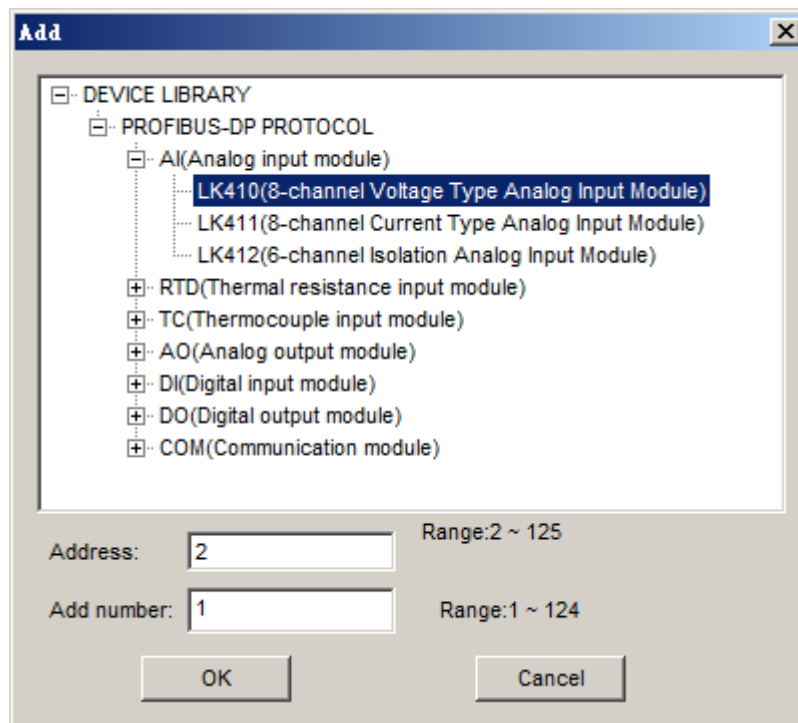 Add
DEVICE LIBRARY
PROFIBUS-DP PROTOCOL
AI(Analog input module)
LK410(8-channel Voltage Type Analog Input Module)
LK411(8-channel Current Type Analog Input Module)
LK412(6-channel Isolation Analog Input Module)
RTD(Thermal resistance input module)
TC(Thermocouple input module)
AO(Analog output module)
DI(Digital input module)
DO(Digital output module)
COM(Communication module)
Address: 2 Range:2 ~ 125
Add number: 1 Range:1 ~ 124
OK Cancel